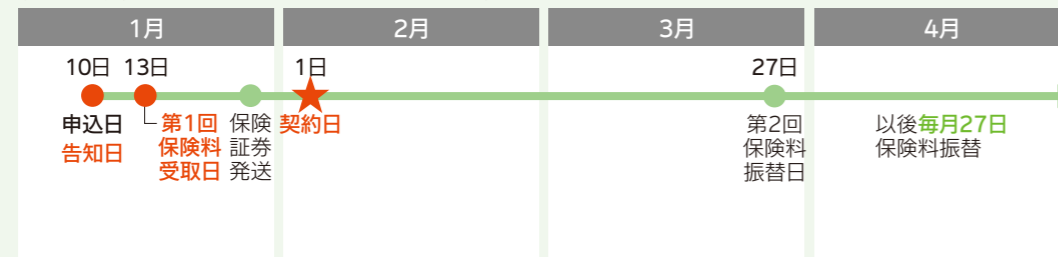 1月
2月
3月
4月
10日
13日
1日
27日
申込日
告知日
第1回
保険料
受取日
保険
証券
発送
契約日
第2回
保険料
振替日
以後毎月27日
保険料振替